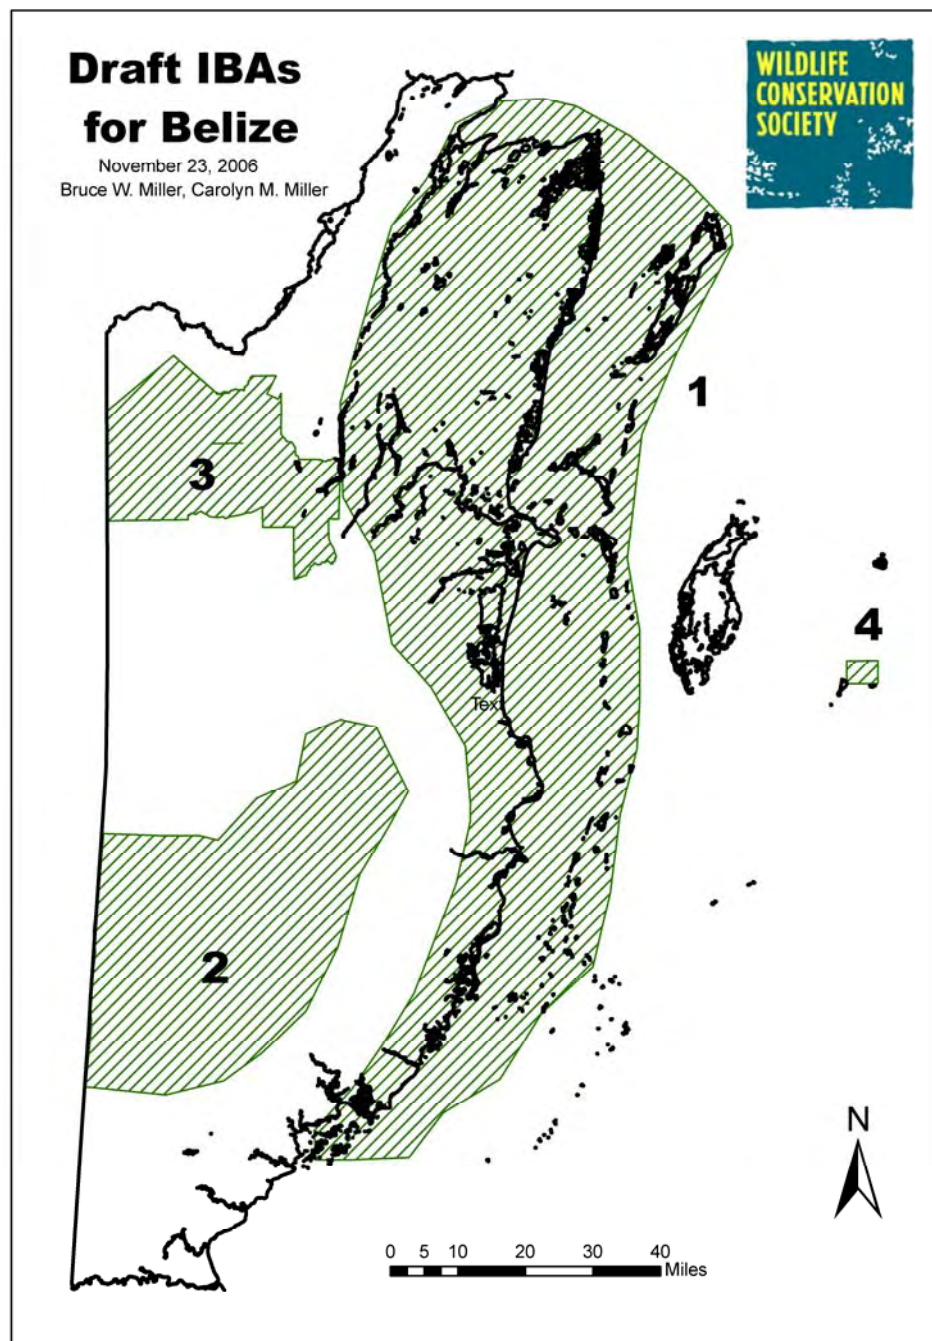 Draft IBAs
for Belize
November 23, 2006
Bruce W. Miller, Carolyn M. Miller
WILDLIFE
CONSERVATION
SOCIETY
1
3
4
Tex
2
N
0 5 10 20 30 40
Miles